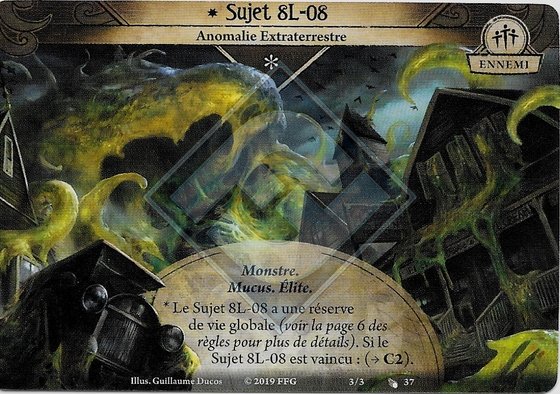 * Sujet 8L-08
Anomalie Extraterrestre
ENNEMI
*
Monstre.
Mucus. Élite.
* Le Sujet 8L-08 a une réserve
de vie globale (voir la page 6 des
règles pour plus de détails). Si le
Sujet 8L-08 est vaincu : (→ C2).
Illus. Guillaume Ducos © 2019 FFG 3/3 37